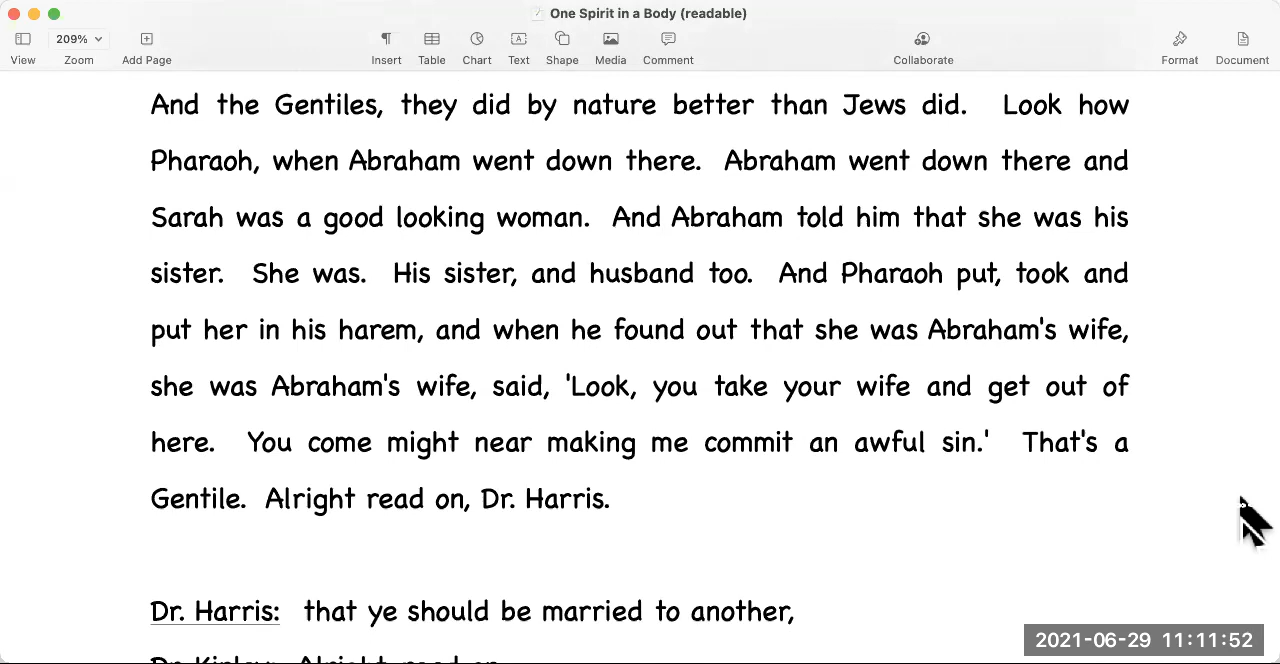 One Spirit in a Body (readable)
209%
View Zoom Add Page Insert Table Chart Text Shape Media Comment Collaborate Format Document
And the Gentiles, they did by nature better than Jews did. Look how
Pharaoh, when Abraham went down there. Abraham went down there and
Sarah was a good looking woman. And Abraham told him that she was his
sister. She was. His sister, and husband too. And Pharaoh put, took and
put her in his harem, and when he found out that she was Abraham's wife,
she was Abraham's wife, said, 'Look, you take your wife and get out of
here. You come might near making me commit an awful sin.' That's a
Gentile. Alright read on, Dr. Harris.
Dr. Harris: that ye should be married to another,
Dr. Kinley: Alright read on
2021-06-29 11:11:52